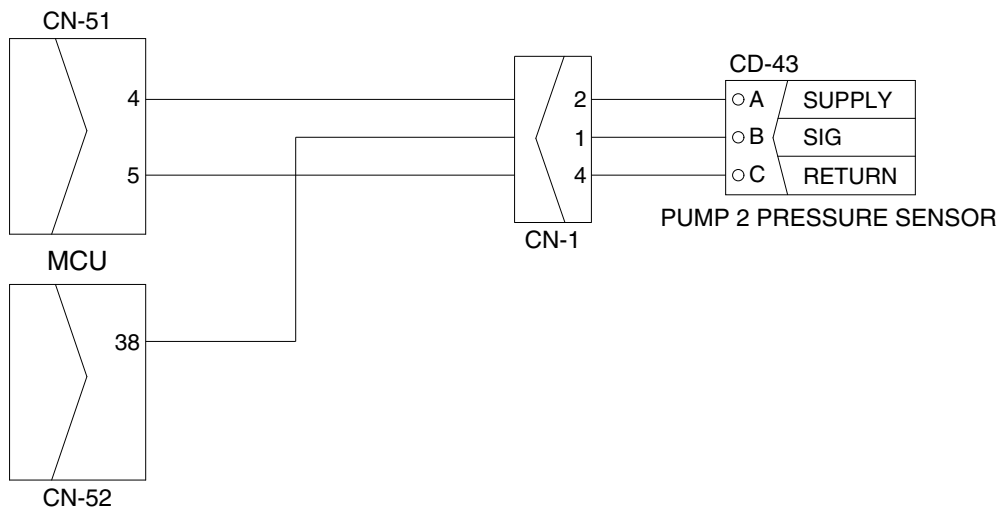 CN-51
CD-43
4
2
A
SUPPLY
1
B
SIG
5
4
C
RETURN
PUMP 2 PRESSURE SENSOR
CN-1
MCU
38
CN-52